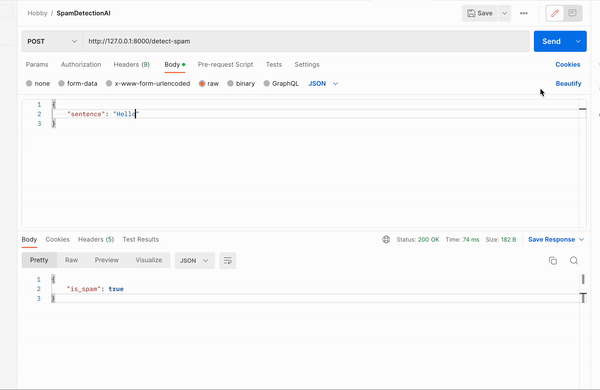 Hobby / SpamDetectionAI
Save
POST http://127.0.0.1:8000/detect-spam Send
Params Authorization Headers (9) Body Pre-request Script Tests Settings Cookies
none form-data x-www-form-urlencoded raw binary GraphQL JSON Beautify
1 {
2 "sentence": "Hello"
3 }
Body Cookies Headers (5) Test Results Status: 200 OK Time: 74 ms Size: 182 B Save Response
Pretty Raw Preview Visualize JSON
1 {
2 "is_spam": true
3 }